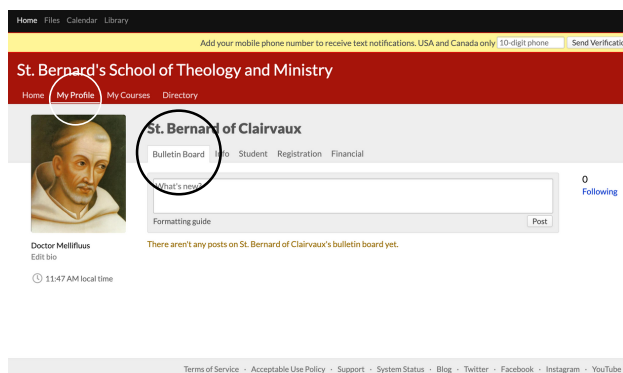 Home Files Calendar Library
Add your mobile phone number to receive text notifications. USA and Canada only 10-digit phone Send Verificatio
St. Bernard's School of Theology and Ministry
Home My Profile My Courses Directory
St. Bernard of Clairvaux
Bulletin Board Info Student Registration Financial
What's new?
0
Following
Formatting guide Post
Doctor Mellifluus
There aren't any posts on St. Bernard of Clairvaux's bulletin board yet.
Edit bio
11:47 AM local time
Terms of Service · Acceptable Use Policy · Support · System Status · Blog · Twitter · Facebook · Instagram · YouTube